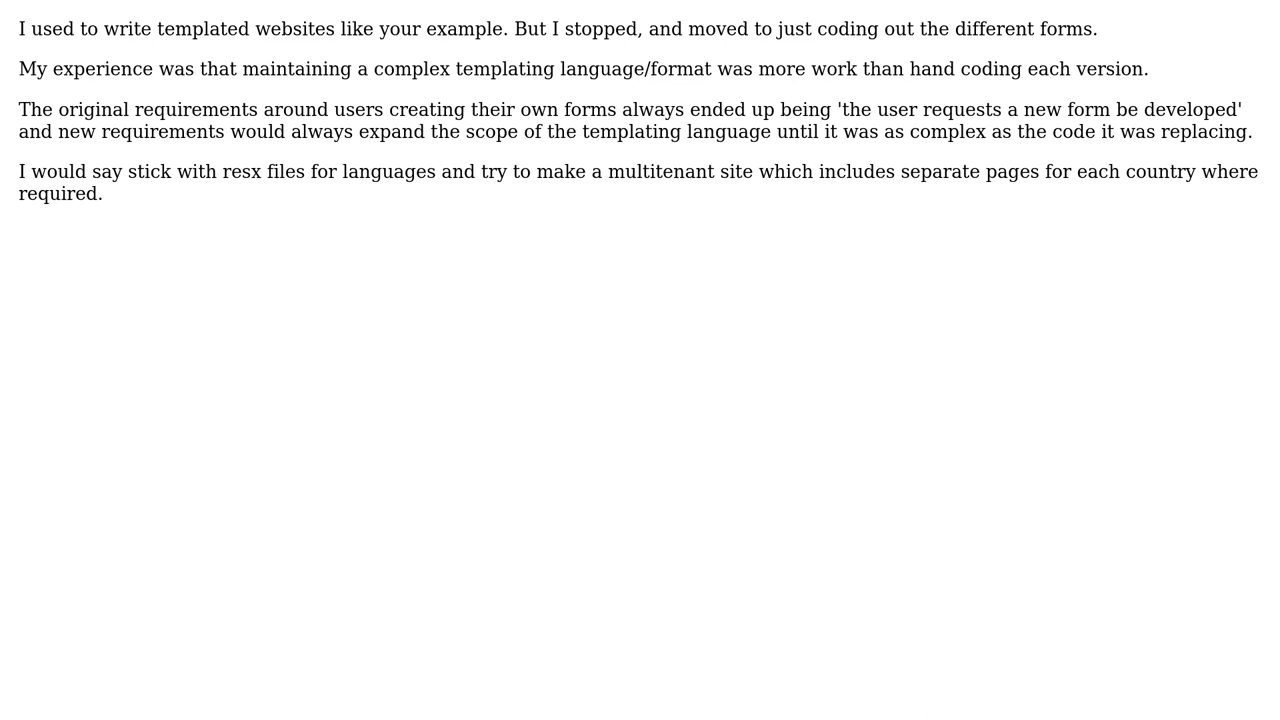 I used to write templated websites like your example. But I stopped, and moved to just coding out the different forms.
My experience was that maintaining a complex templating language/format was more work than hand coding each version.
The original requirements around users creating their own forms always ended up being 'the user requests a new form be developed'
and new requirements would always expand the scope of the templating language until it was as complex as the code it was replacing.
I would say stick with resx files for languages and try to make a multitenant site which includes separate pages for each country where
required.